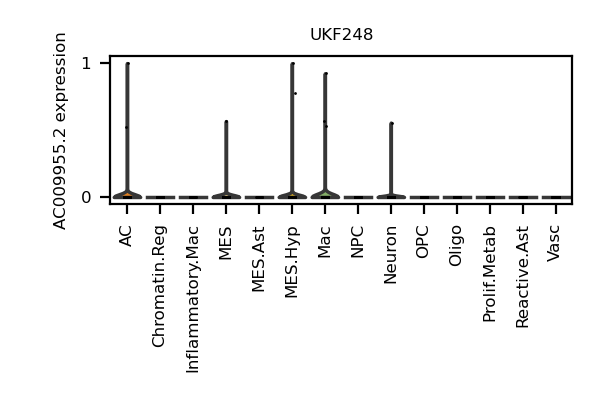 UKF248
AC009955.2 expression
1
0
AC
Chromatin.Reg
Inflammatory.Mac
MES
MES.Ast
MES.Hyp
Mac
NPC
Neuron
OPC
Oligo
Prolif.Metab
Reactive.Ast
Vasc